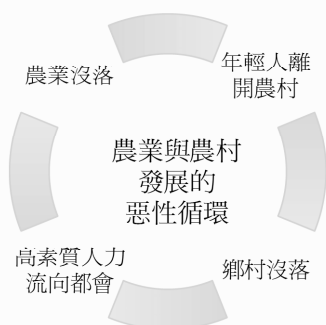 農業沒落
年輕人離
開農村
農業與農村
發展的
惡性循環
高素質人力
流向都會
鄉村沒落